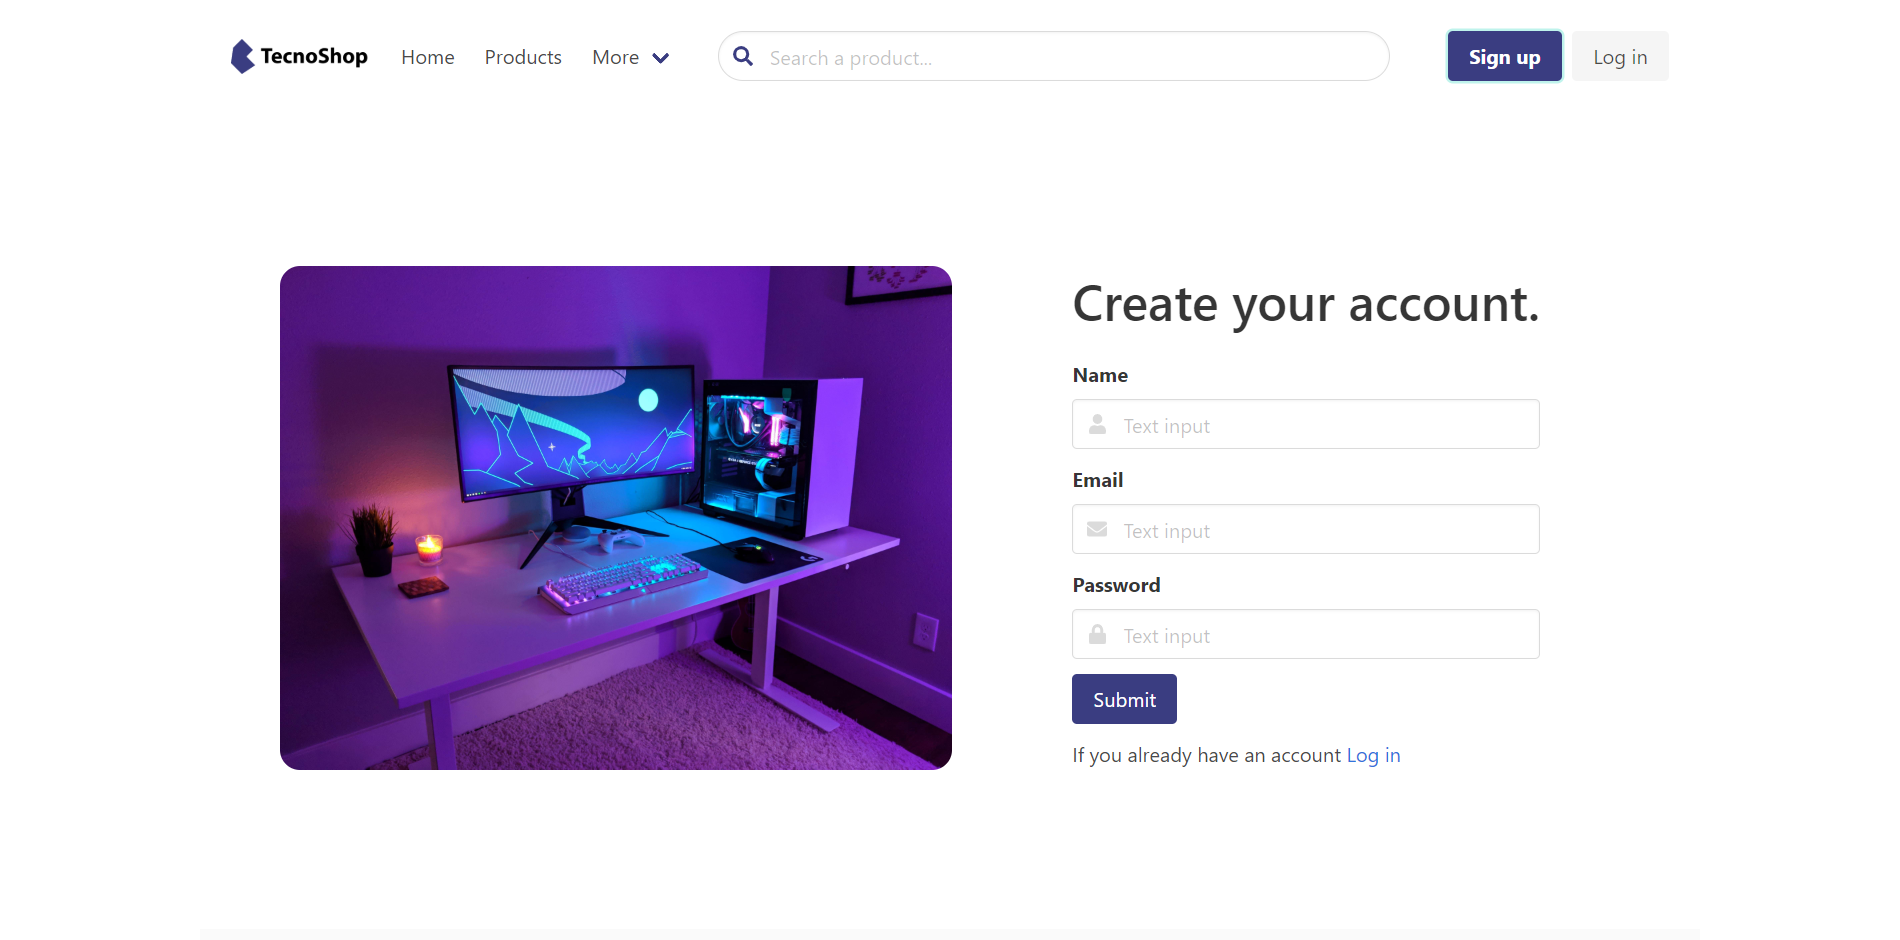 TecnoShop Home Products More Search a product... Sign up Log in
Create your account.
Name
Text input
Email
Text input
Password
Text input
Submit
If you already have an account Log in